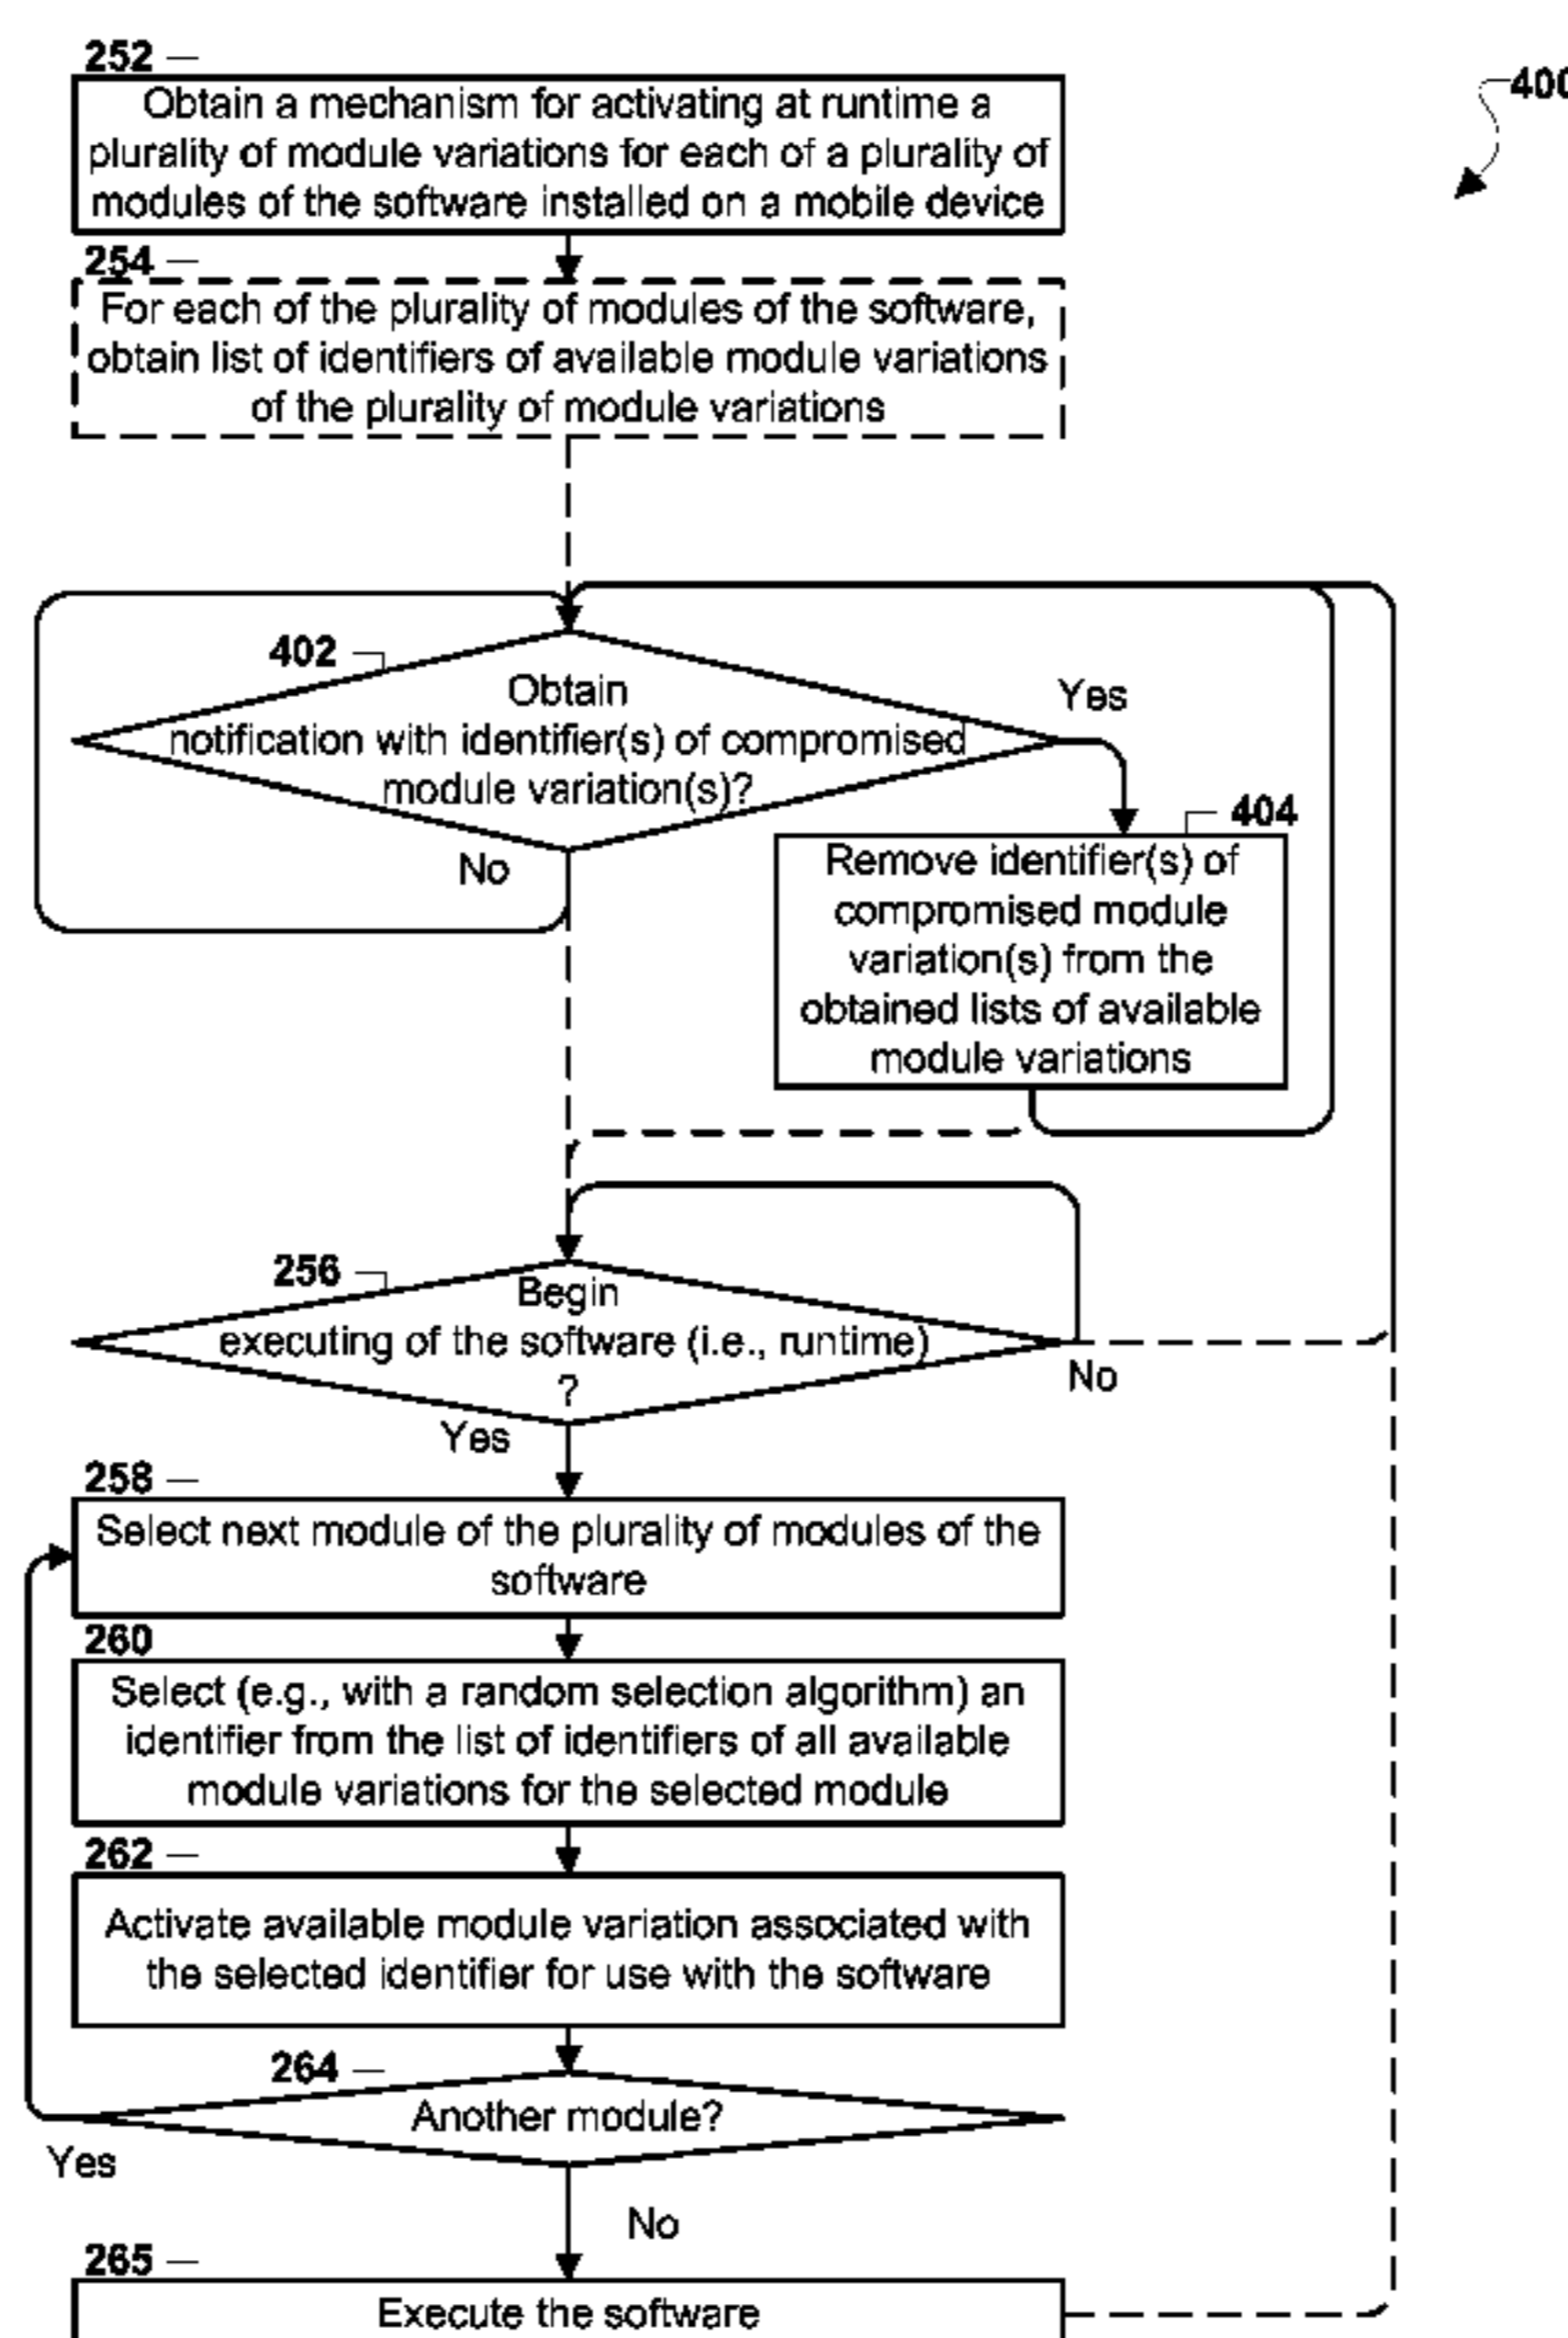 252
400
Obtain a mechanism for activating at runtime a
plurality of module variations for each of a plurality of
modules of the software installed on a mobile device
254
For each of the plurality of modules of the software,
obtain list of identifiers of available module variations
of the plurality of module variations
402
Obtain
notification with identifier(s) of compromised
module variation(s)?
Yes
No
404
Remove identifier(s) of
compromised module
variation(s) from the
obtained lists of available
module variations
256
Begin
executing of the software (i.e., runtime)
?
No
Yes
258
Select next module of the plurality of modules of the
software
260
Select (e.g., with a random selection algorithm) an
identifier from the list of identifiers of all available
module variations for the selected module
262
Activate available module variation associated with
the selected identifier for use with the software
264
Another module?
Yes
No
265
Execute the software